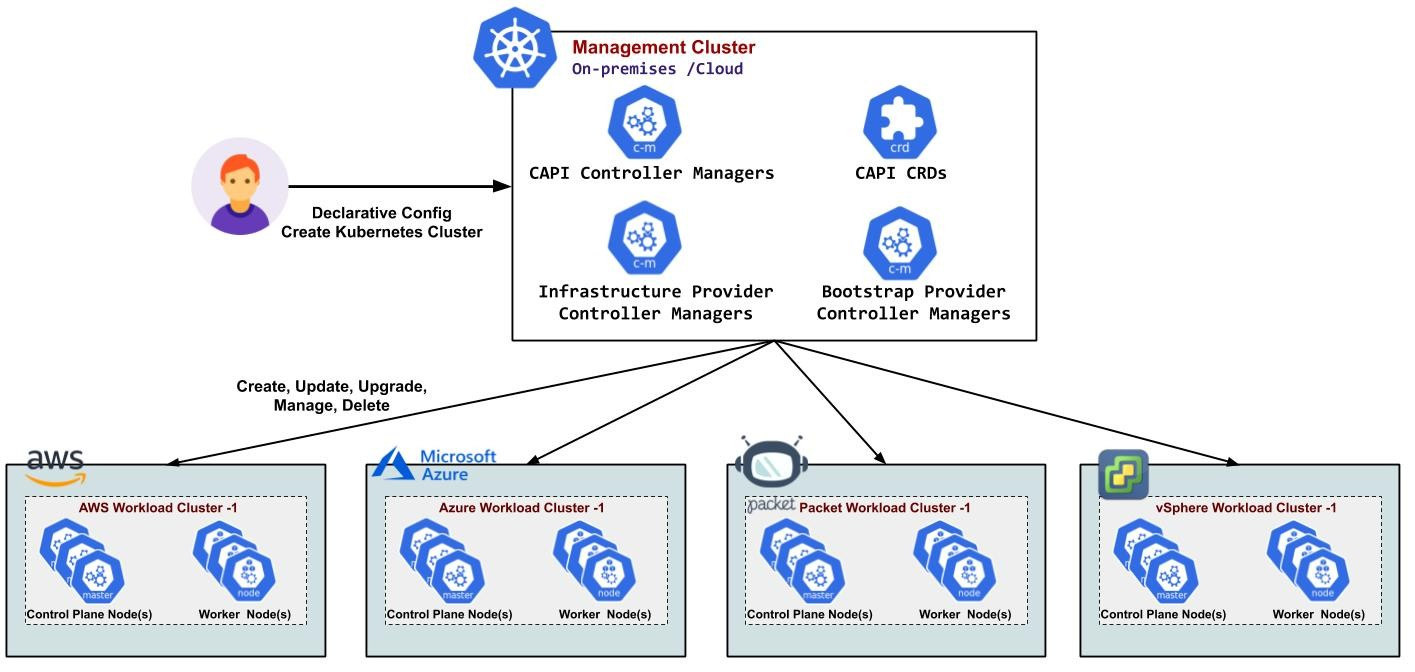 Management Cluster
On-premises /Cloud
c-m
crd
CAPI Controller Managers
CAPI CRDs
Declarative Config
Create Kubernetes Cluster
c-m
c-m
Infrastructure Provider
Controller Managers
Bootstrap Provider
Controller Managers
Create, Update, Upgrade,
Manage, Delete
aws
Microsoft
Azure
packet
AWS Workload Cluster -1
master
node
Control Plane Node(s)
Worker Node(s)
Azure Workload Cluster -1
master
node
Control Plane Node(s)
Worker Node(s)
Packet Workload Cluster -1
master
node
Control Plane Node(s)
Worker Node(s)
vSphere Workload Cluster -1
master
node
Control Plane Node(s)
Worker Node(s)